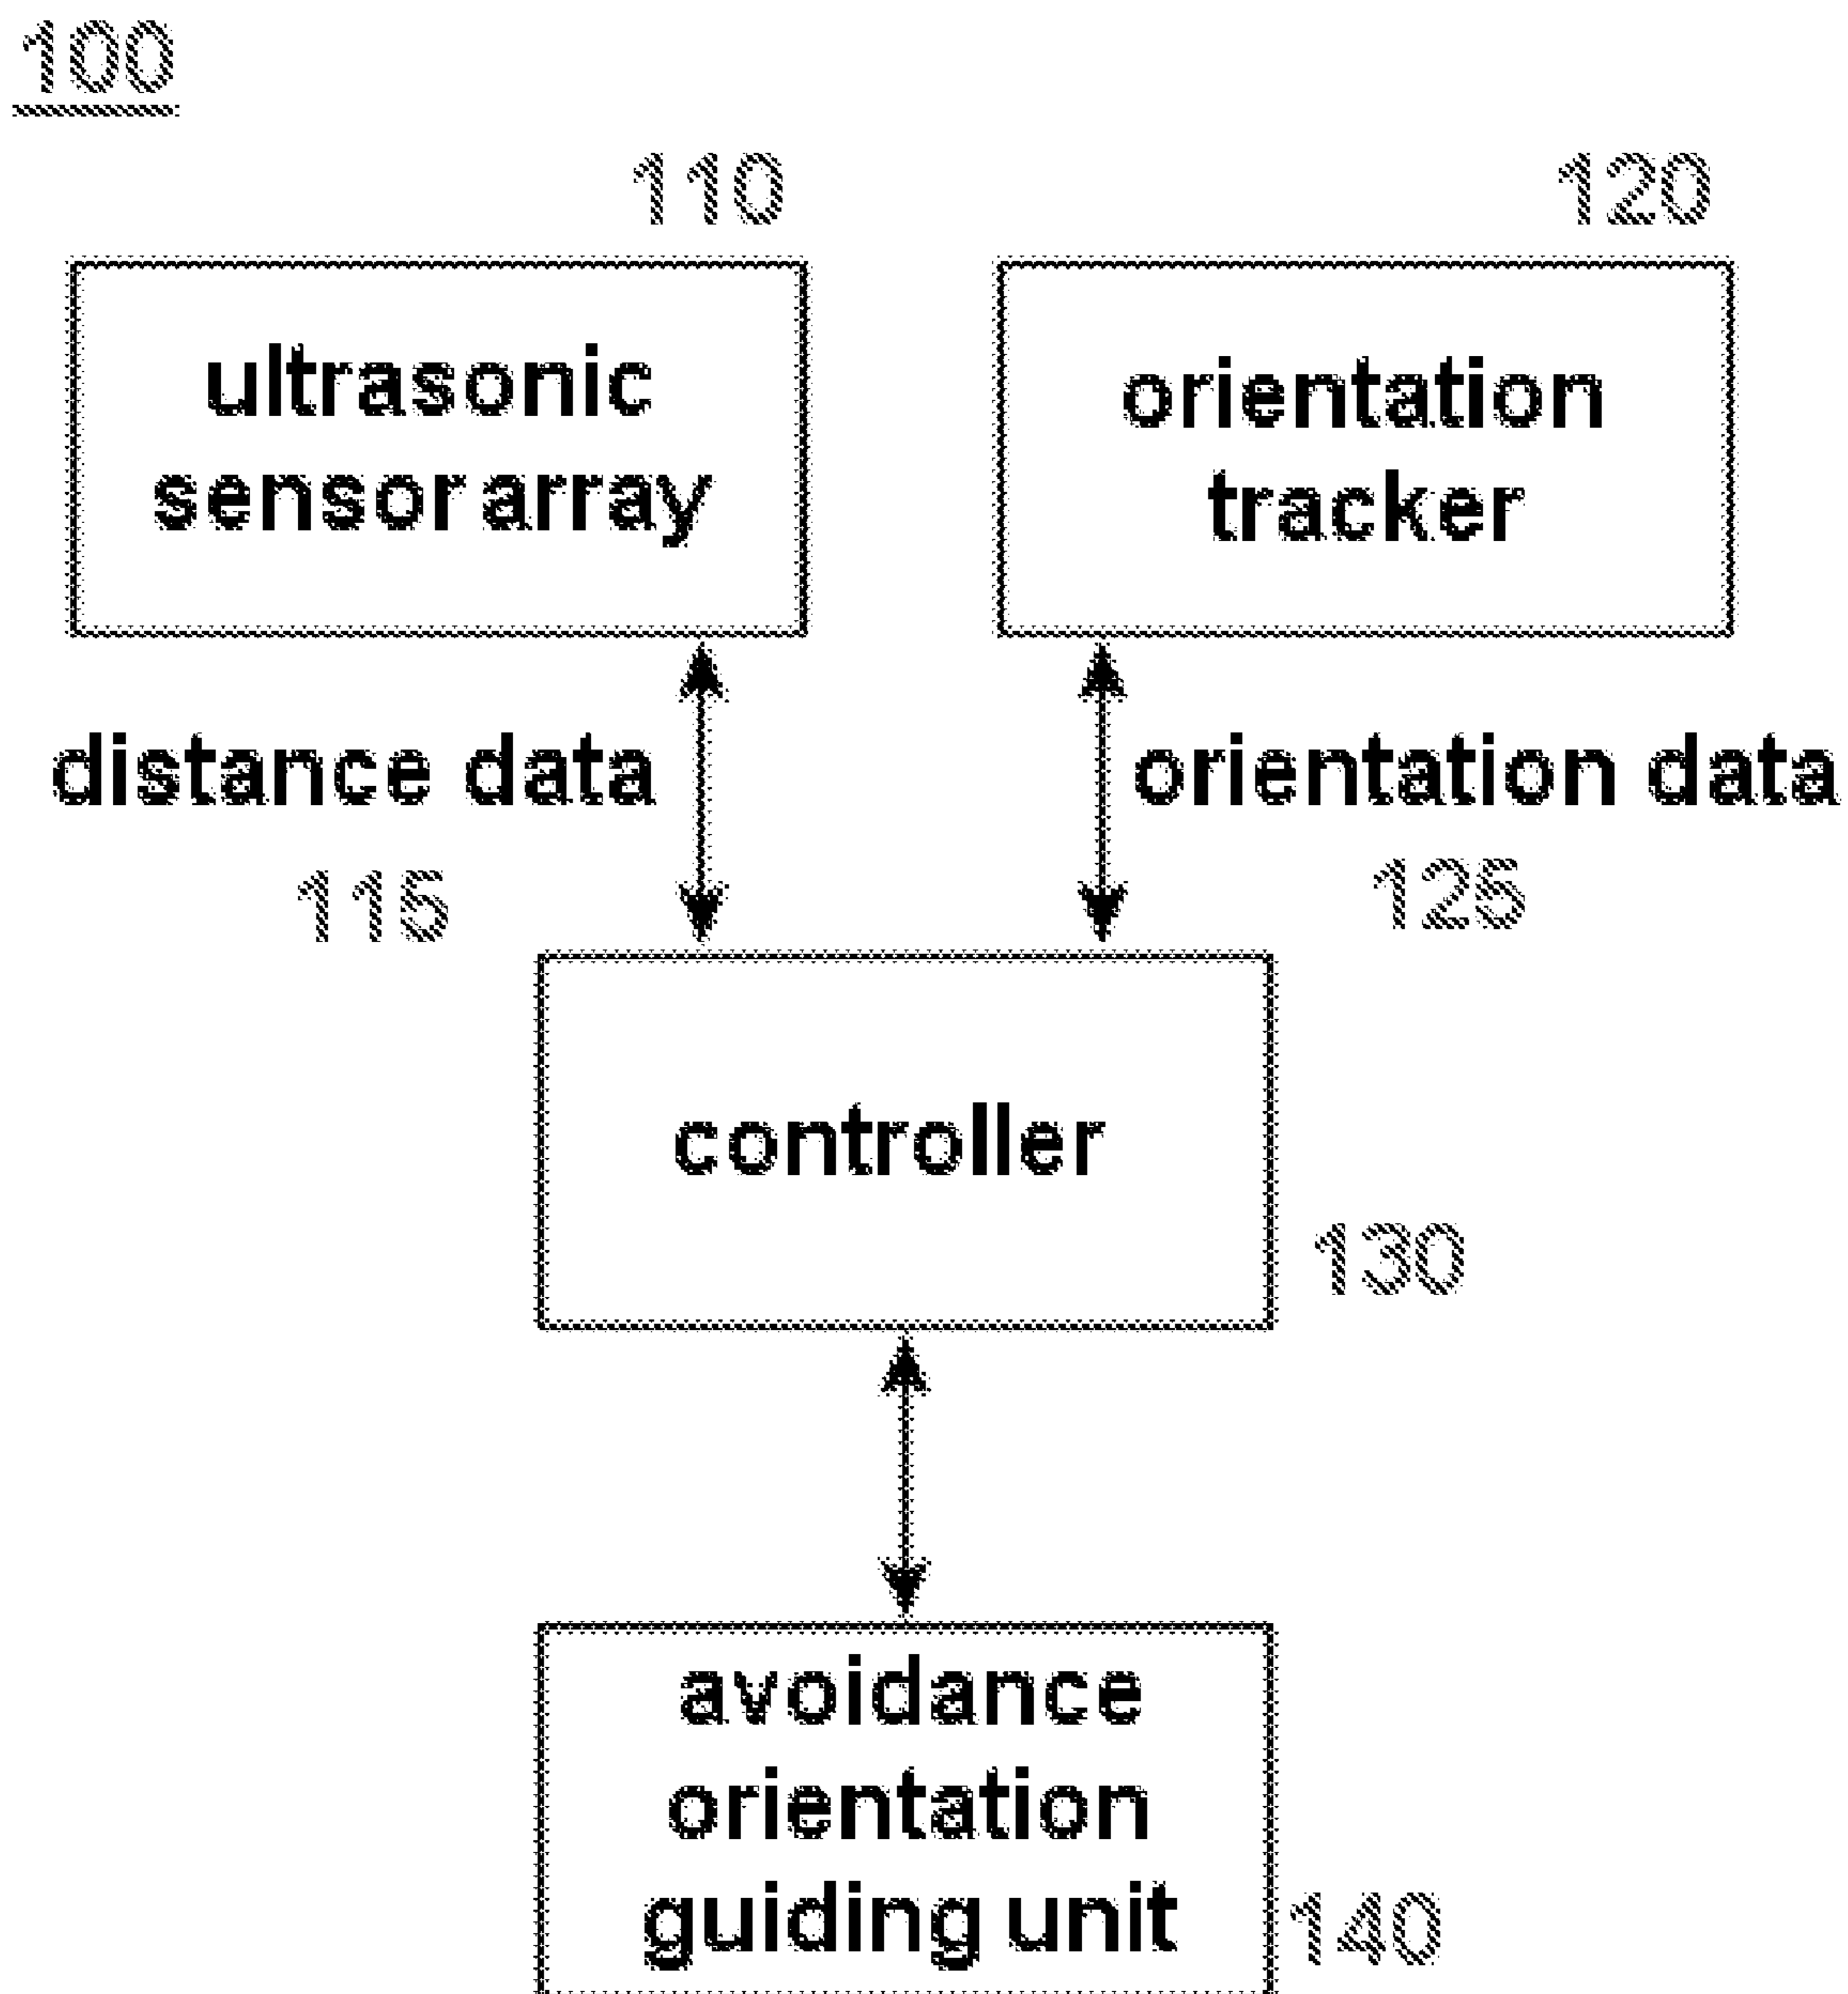 100
110
120
ultrasonic
sensor array
orientation
tracker
distance data
orientation data
115
125
controller
130
avoidance
orientation
guiding unit
140